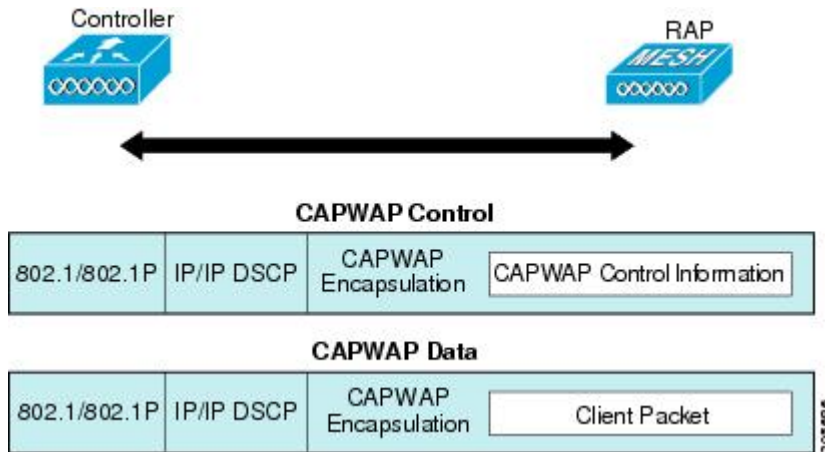 Controller
RAP
MESH
CAPWAP Control
802.1/802.1P IP/IP DSCP CAPWAP Encapsulation CAPWAP Control Information
CAPWAP Data
802.1/802.1P IP/IP DSCP CAPWAP Encapsulation Client Packet